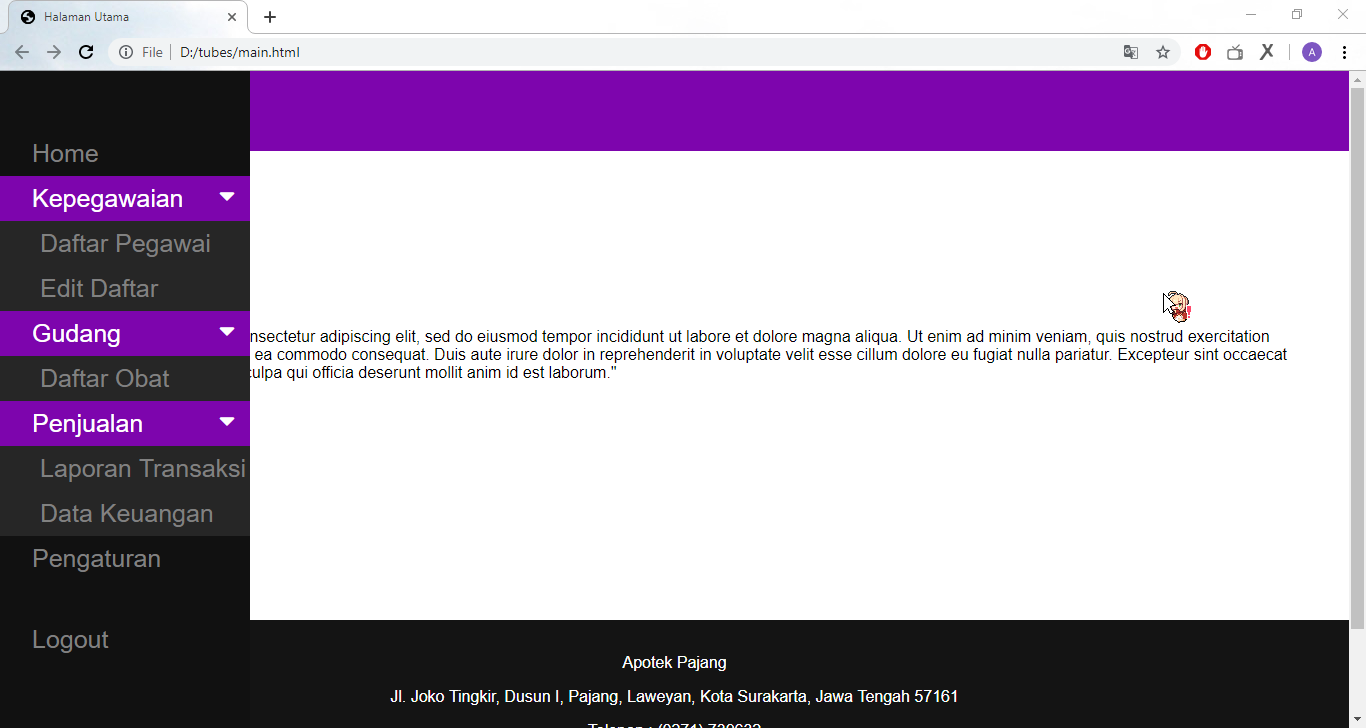 Halaman Utama
File
D:/tubes/main.html
A
Home
Kepegawaian
Daftar Pegawai
Edit Daftar
Gudang
Daftar Obat
Penjualan
Laporan Transaksi
Data Keuangan
Pengaturan
Logout
adipiscing elit, sed do eiusmod tempor incididunt ut labore et dolore magna aliqua. Ut enim ad minim veniam, quis nostrud exercitation
ea commodo consequat. Duis aute irure dolor in reprehenderit in voluptate velit esse cillum dolore eu fugiat nulla pariatur. Excepteur sint occaecat
qui officia deserunt mollit anim id est laborum."
Apotek Pajang
Jl. Joko Tingkir, Dusun I, Pajang, Laweyan, Kota Surakarta, Jawa Tengah 57161
Telepon : (0271) 730632